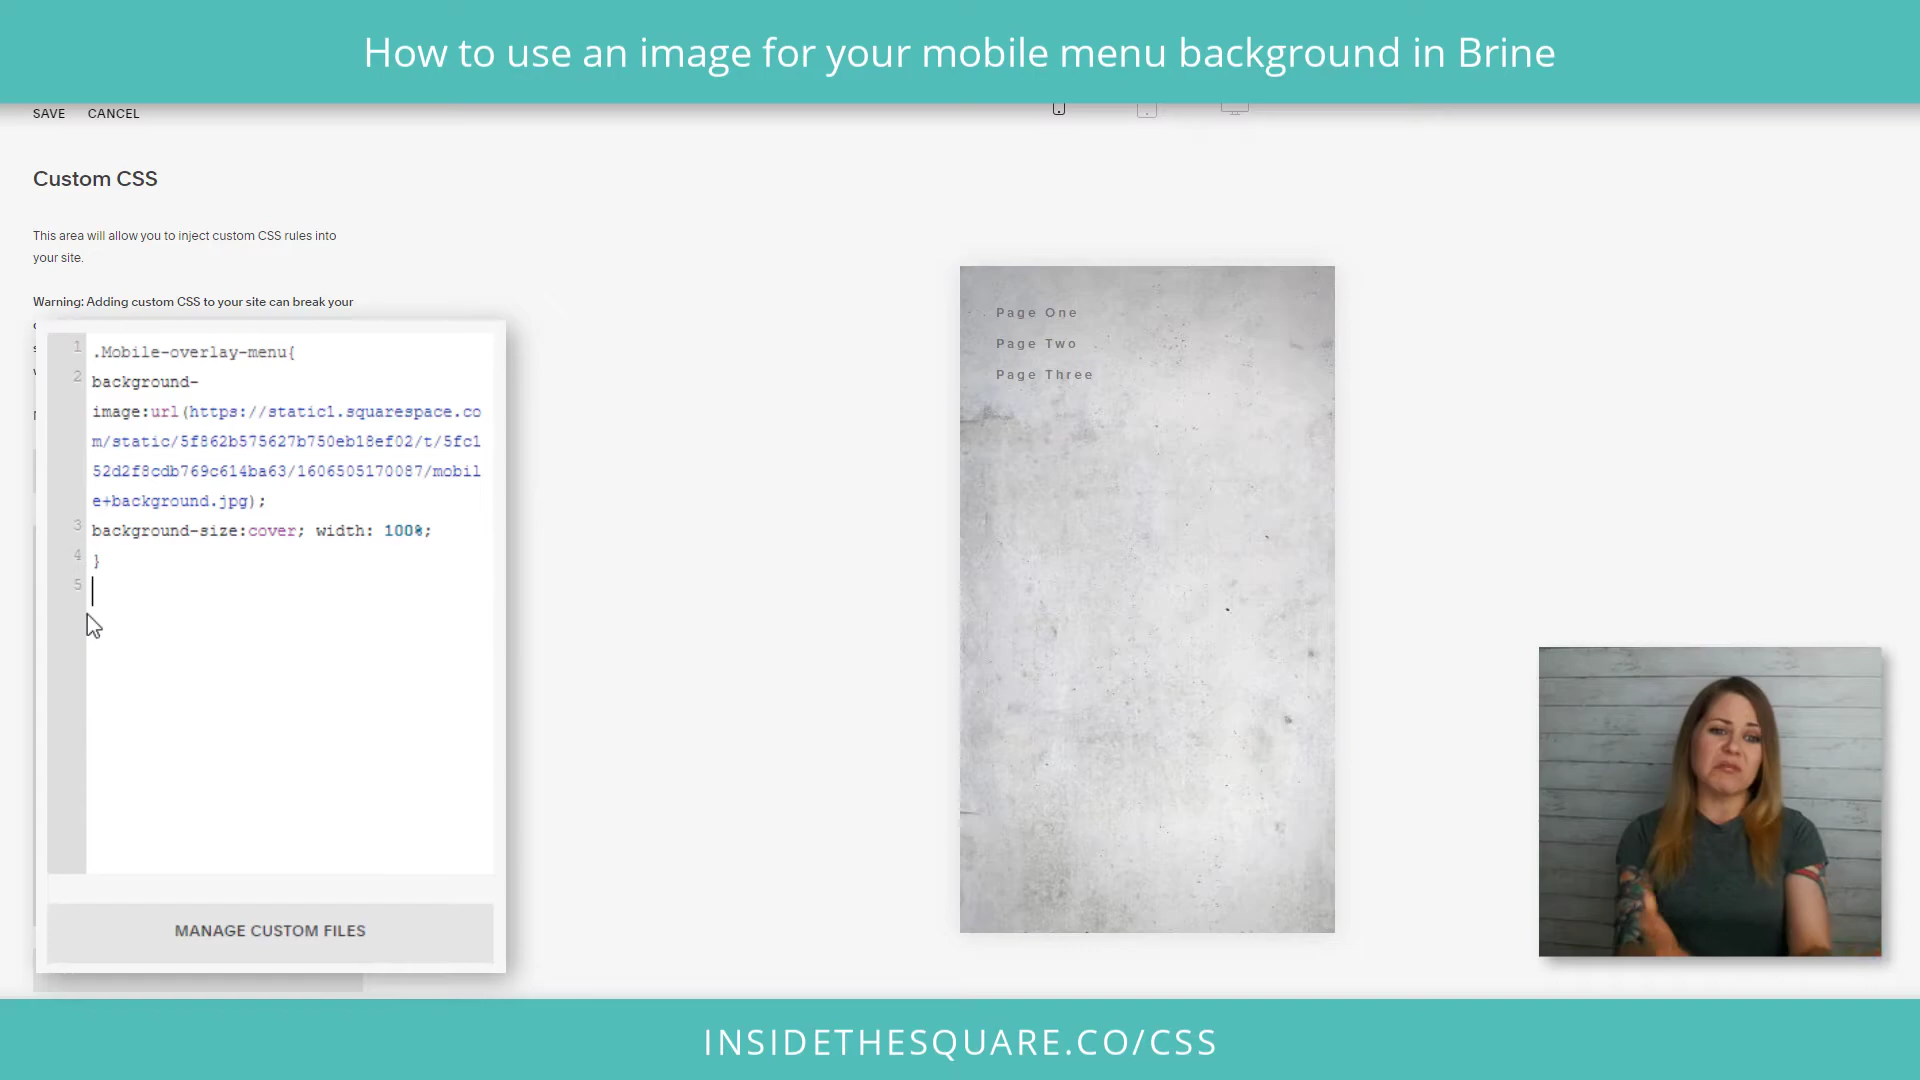 How to use an image for your mobile menu background in Brine
SAVE CANCEL
Custom CSS
This area will allow you to inject custom CSS rules into
your site.
Warning: Adding custom CSS to your site can break your
1 .Mobile-overlay-menu{
2 background-
image:url(https://static1.squarespace.co
m/static/5f862b575627b750eb18ef02/t/5fc1
52d2f8cdb769c614ba63/1606505170087/mobil
e+background.jpg);
3 background-size:cover; width: 100%;
4 }
5
MANAGE CUSTOM FILES
Page One
Page Two
Page Three
INSIDETHESQUARE.CO/CSS